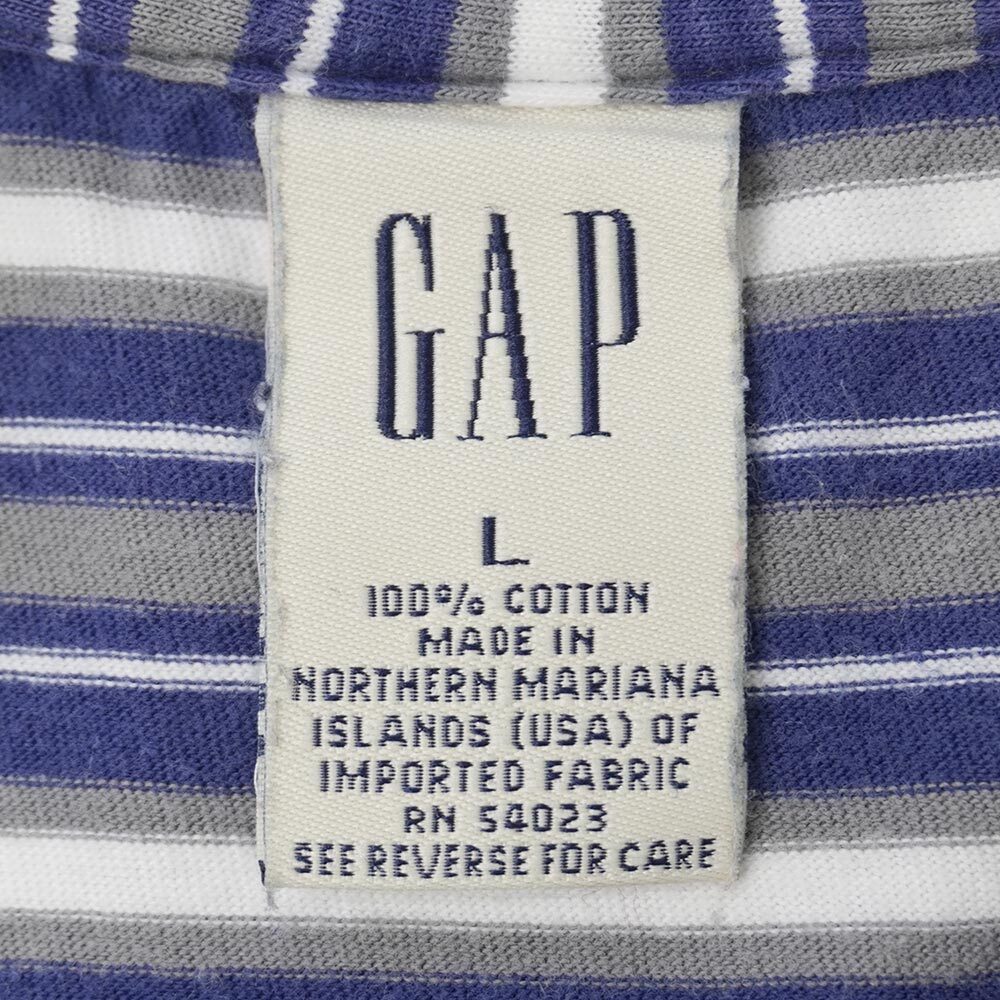 GAP
L
100% COTTON
MADE IN
NORTHERN MARIANA
ISLANDS (USA) OF
IMPORTED FABRIC
RN 54023
SEE REVERSE FOR CARE